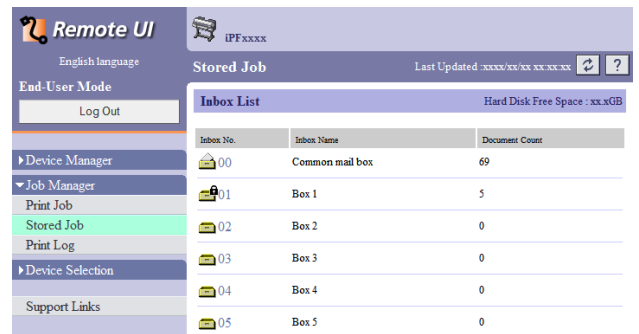 Remote UI
English language
End-User Mode
Log Out
Device Manager
Job Manager
Print Job
Stored Job
Print Log
Device Selection
Support Links
iPFxxxx
Stored Job
Last Updated :xxxx/xx/xx xx:xx:xx
?
Inbox List
Hard Disk Free Space : xx.xGB
Inbox No. Inbox Name Document Count
00 Common mail box 69
01 Box 1 5
02 Box 2 0
03 Box 3 0
04 Box 4 0
05 Box 5 0